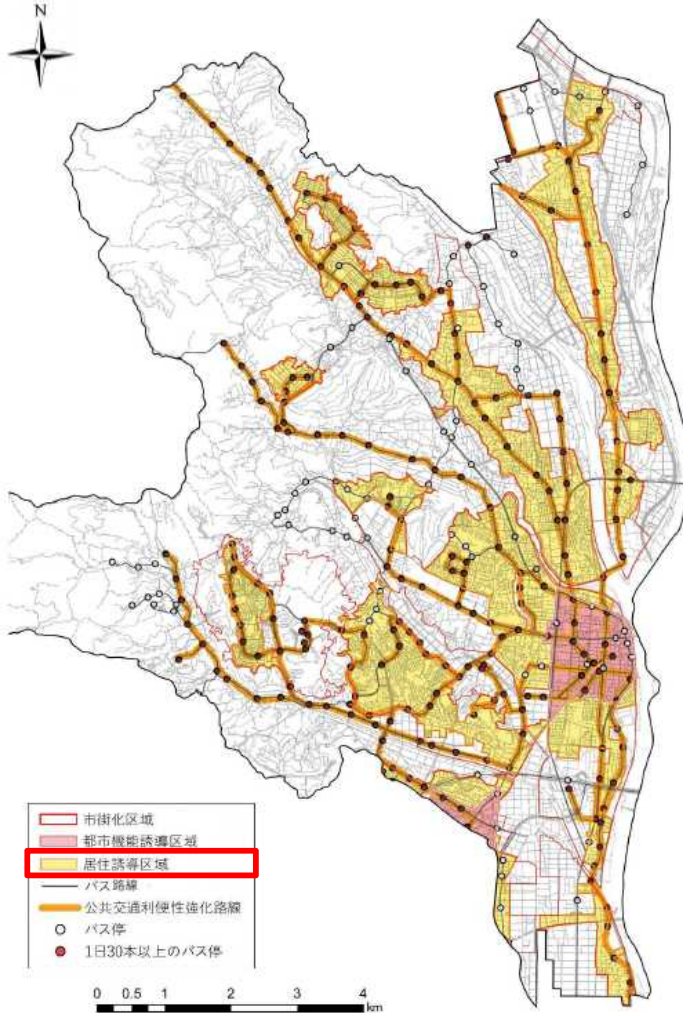 N
市街化区域
都市機能誘導区域
居住誘導区域
バス路線
公共交通利便性強化路線
バス停
1日30本以上のバス停
0 0.5 1 2 3 4
km